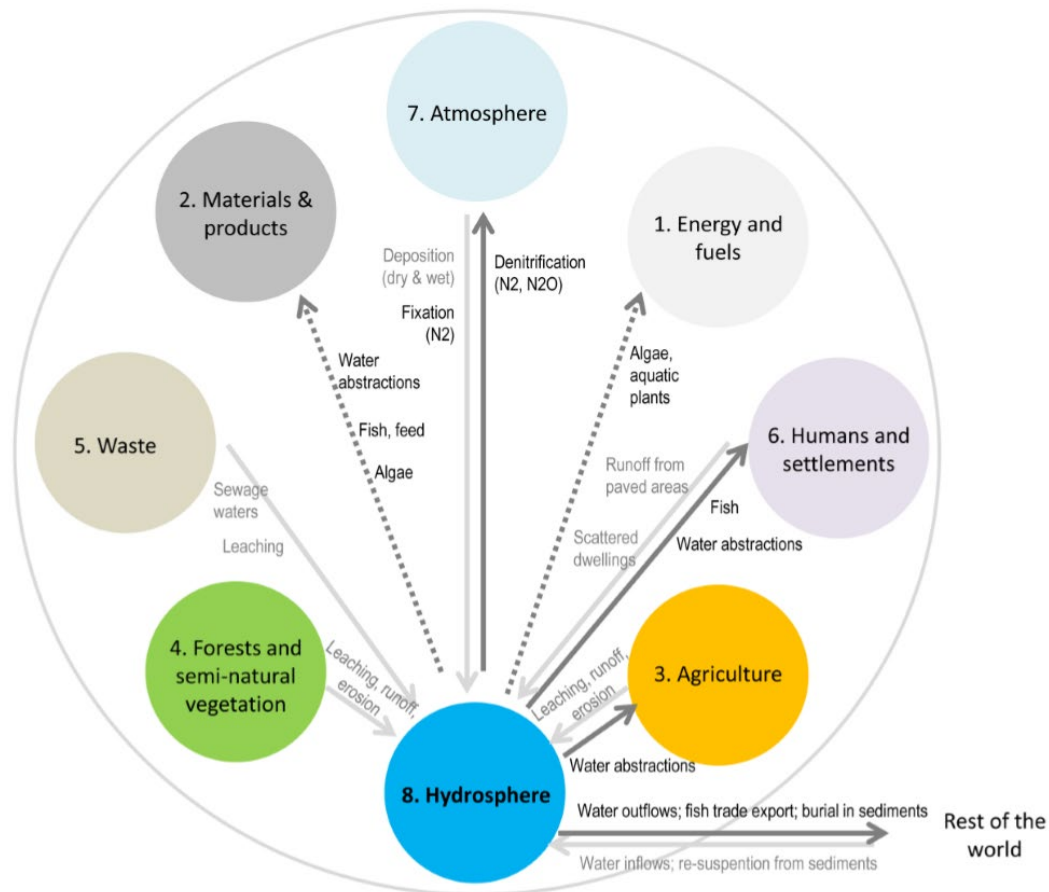 7. Atmosphere
2. Materials &
products
1. Energy and
fuels
Deposition
(dry & wet)
Denitrification
(N2, N2O)
Fixation
(N2)
Water
abstractions
Algae,
aquatic
plants
Fish, feed
Algae
5. Waste
6. Humans and
settlements
Sewage
waters
Leaching
Runoff from
paved areas
Fish
Scattered
dwellings
Water abstractions
4. Forests and
semi-natural
vegetation
Leaching, runoff,
erosion
Leaching, runoff,
erosion
3. Agriculture
Water abstractions
8. Hydrosphere
Water outflows; fish trade export; burial in sediments
Water inflows; re-suspention from sediments
Rest of the
world